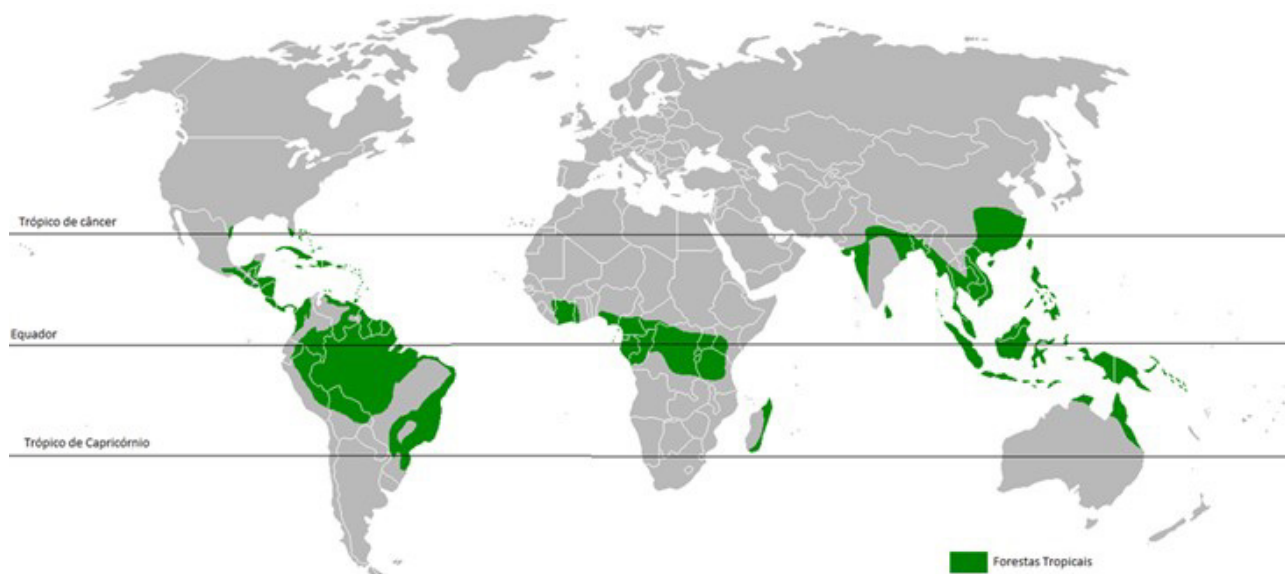 Trópico de câncer
Equador
Trópico de Capricórnio
Forestas Tropicais